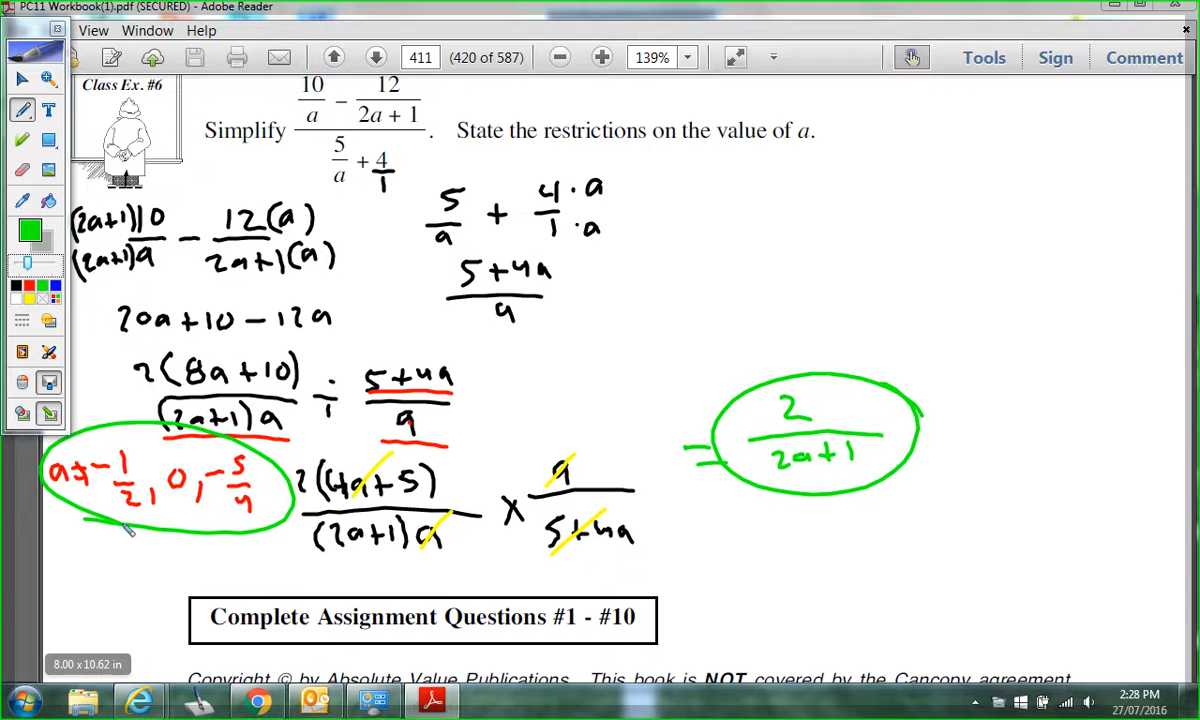 PC11 Workbook(1).pdf (SECURED) - Adobe Reader
View Window Help
411 (420 of 587) 139% Tools Sign Comment
Class Ex. #6
Simplify
10/a − 12/(2a + 1)
5/a + 4/1
. State the restrictions on the value of a.
(2a+1)10/(2a+1)a − 12(a)/2a+1(a)
5/a + 4·a/1·a
5+4a/a
20a+10−12a
2(8a+10)/(2a+1)a ÷ 5+4a/a
a≠−1/2, 0, −5/4
2(4a+5)/(2a+1)a × a/5+4a
= 2/2a+1
Complete Assignment Questions #1 - #10
8.00 x 10.62 in
Copyright © by Absolute Value Publications. This book is NOT covered by the Cancopy agreement.
2:28 PM
27/07/2016